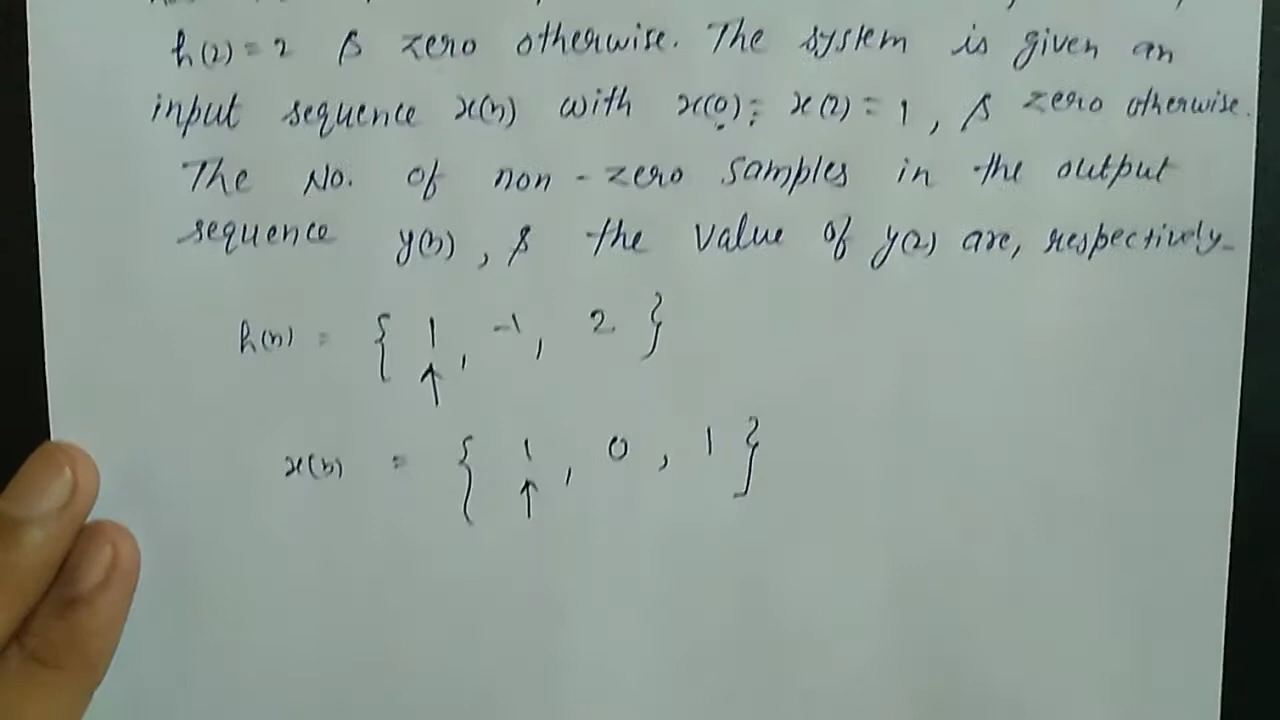 h(2) = 2 & zero otherwise. The system is given an
input sequence x(n) with x(0) = x(2) = 1, & zero otherwise.
The No. of non-zero samples in the output
sequence y(n), & the value of y(2) are, respectively
h(n) = { 1, -1, 2 }
↑
x(n) = { 1, 0, 1 }
↑